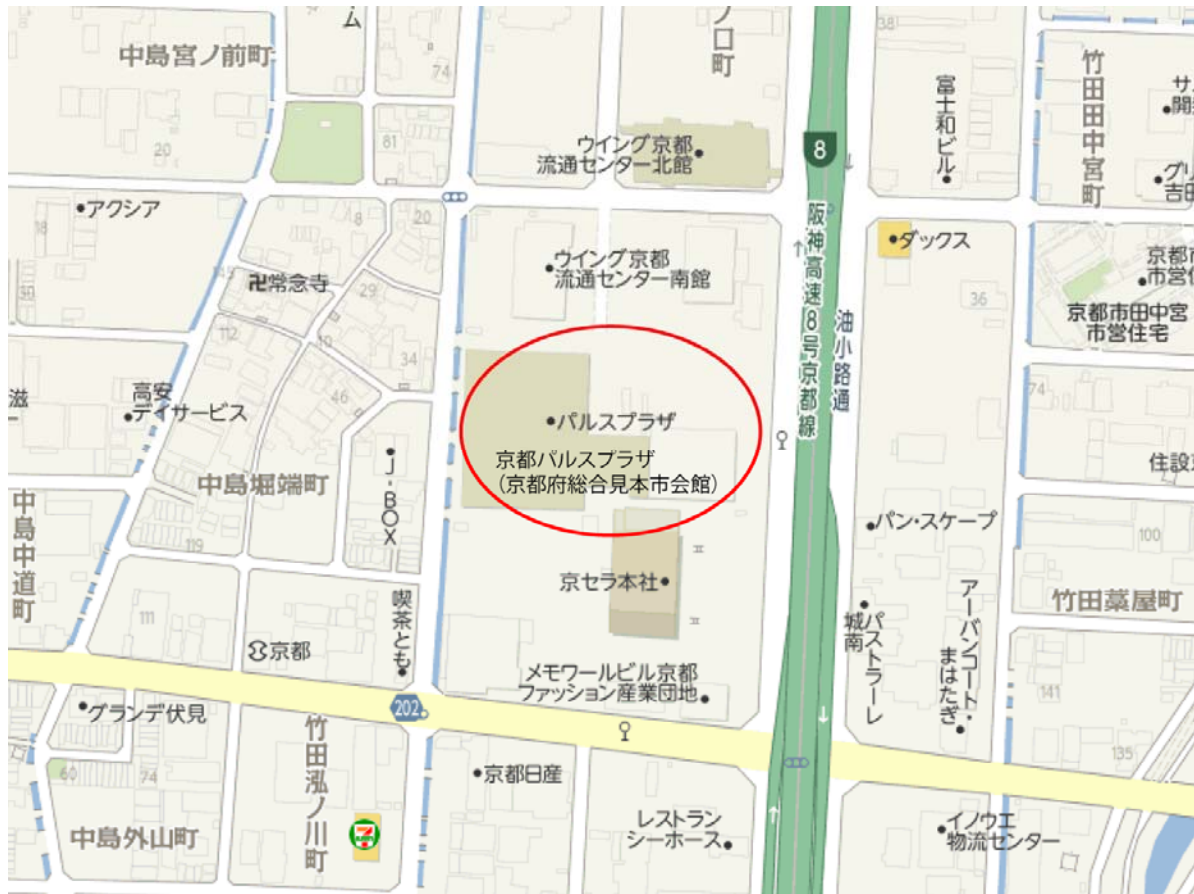 ム
中島宮ノ前町
74
20
81
ノ口町
ウイング京都
流通センター北館
8
38
富士和ビル
竹田田中宮町
アクシア
18
8
20
卍常念寺
29
112
10
34
46
ウイング京都
流通センター南館
阪神高速8号京都線
油小路通
ダックス
36
京都市田中宮
市営住宅
74
滋
高安
デイサービス
中島堀端町
J・BOX
パルスプラザ
京都パルスプラザ
(京都府総合見本市会館)
住設
中島中道町
119
京セラ本社
パン・スケープ
100
竹田藁屋町
111
京都
喫茶とも
メモワールビル京都
ファッション産業団地
パストラーレ
城南
アーバンコート・
まはたぎ
141
135
グランデ伏見
202
竹田泓ノ川町
60
74
中島外山町
京都日産
レストラン
シーホース
イノウエ
物流センター